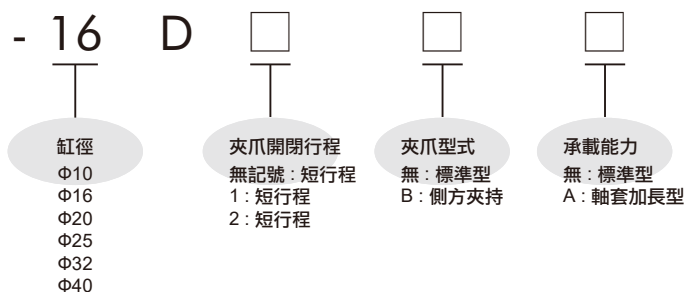 - 16 D □ □ □
缸徑
Φ10
Φ16
Φ20
Φ25
Φ32
Φ40
夾爪開閉行程
無記號 : 短行程
1 : 短行程
2 : 短行程
夾爪型式
無 : 標準型
B : 側方夾持
承載能力
無 : 標準型
A : 軸套加長型